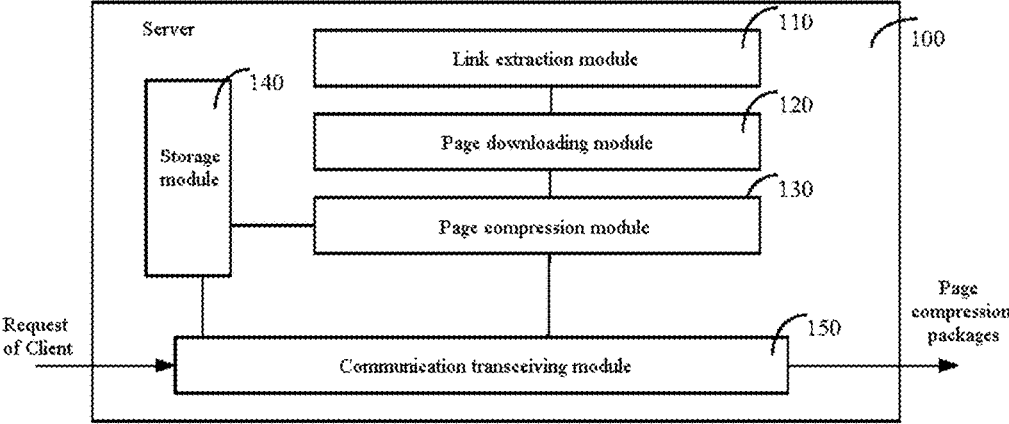 Server
110
100
Link extraction module
140
120
Page downloading module
Storage
module
130
Page compression module
Request
of Client
Page
compression
packages
150
Communication transceiving module